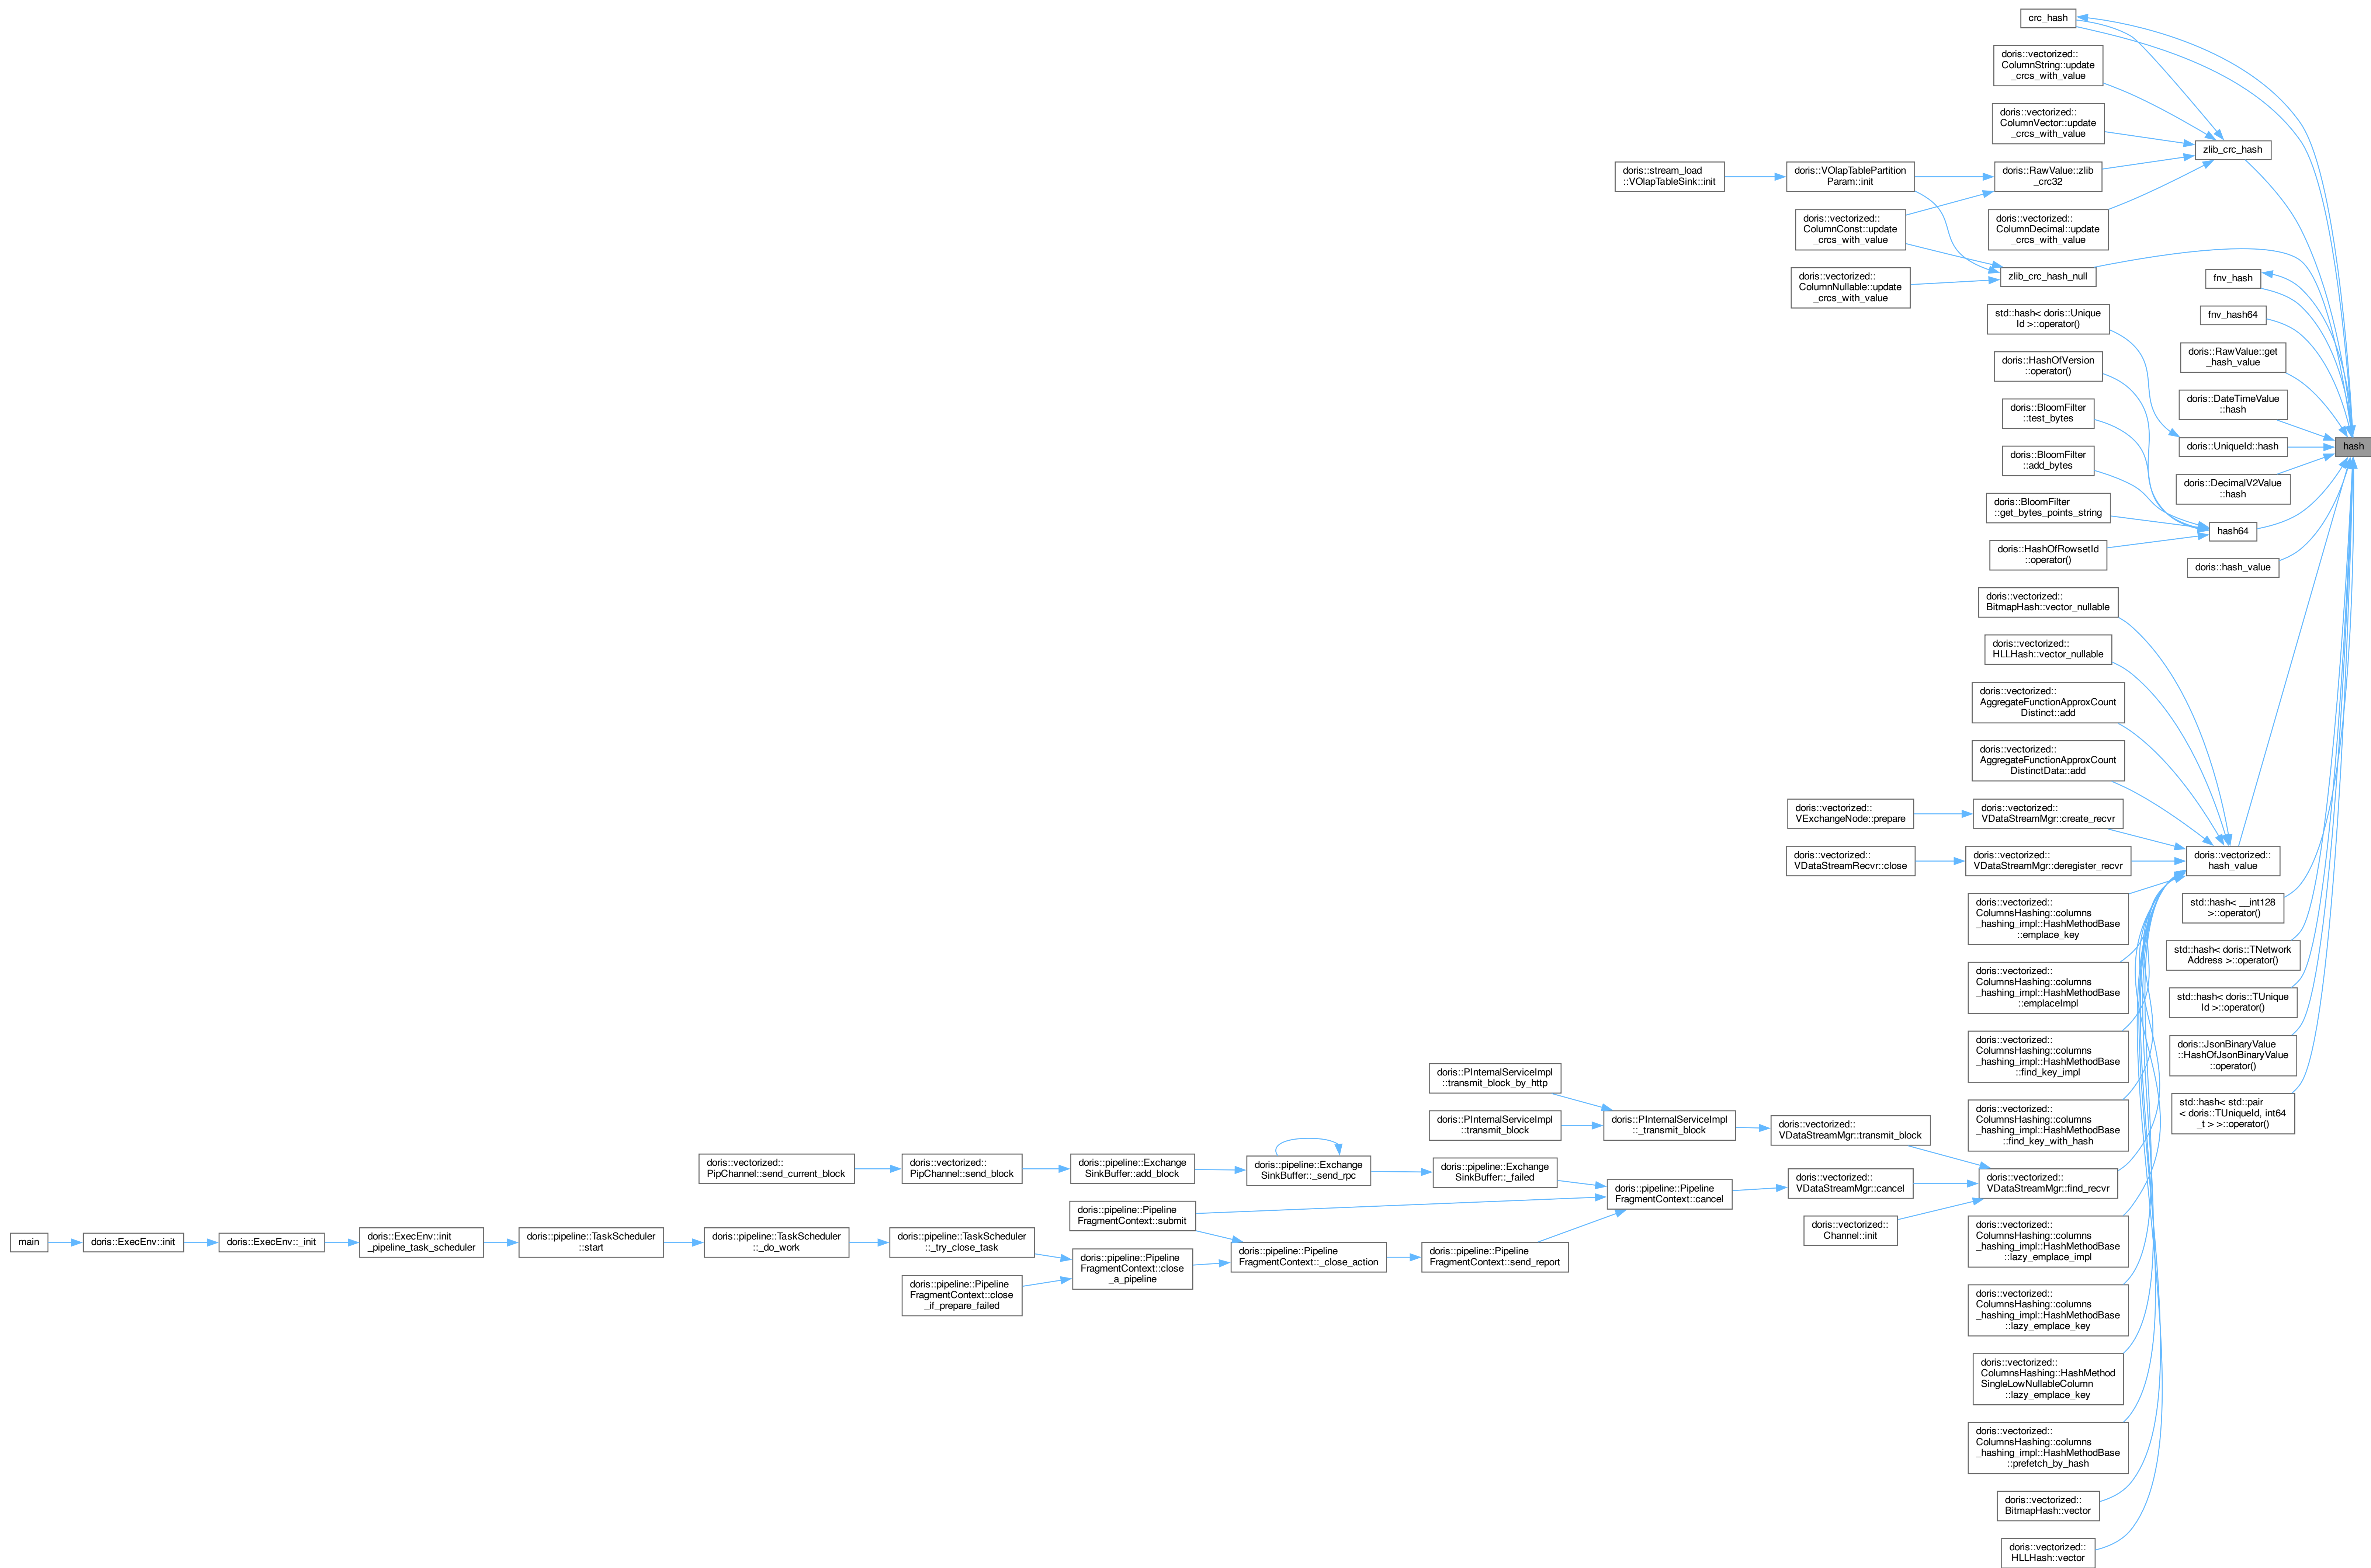 crc_hash
doris::vectorized::
ColumnString::update
_crcs_with_value
doris::vectorized::
ColumnVector::update
_crcs_with_value
zlib_crc_hash
doris::stream_load
::VOlapTableSink::init
doris::VOlapTablePartition
Param::init
doris::RawValue::zlib
_crc32
doris::vectorized::
ColumnConst::update
_crcs_with_value
doris::vectorized::
ColumnDecimal::update
_crcs_with_value
doris::vectorized::
ColumnNullable::update
_crcs_with_value
zlib_crc_hash_null
fnv_hash
fnv_hash64
std::hash< doris::Unique
Id >::operator()
doris::RawValue::get
_hash_value
doris::HashOfVersion
::operator()
doris::DateTimeValue
::hash
doris::BloomFilter
::test_bytes
doris::UniqueId::hash
hash
doris::BloomFilter
::add_bytes
doris::DecimalV2Value
::hash
doris::BloomFilter
::get_bytes_points_string
hash64
doris::HashOfRowsetId
::operator()
doris::hash_value
doris::vectorized::
BitmapHash::vector_nullable
doris::vectorized::
HLLHash::vector_nullable
doris::vectorized::
AggregateFunctionApproxCount
Distinct::add
doris::vectorized::
AggregateFunctionApproxCount
DistinctData::add
doris::vectorized::
VExchangeNode::prepare
doris::vectorized::
VDataStreamMgr::create_recvr
doris::vectorized::
VDataStreamRecvr::close
doris::vectorized::
VDataStreamMgr::deregister_recvr
doris::vectorized::
hash_value
doris::vectorized::
ColumnsHashing::columns
_hashing_impl::HashMethodBase
::emplace_key
std::hash< __int128
>::operator()
std::hash< doris::TNetwork
Address >::operator()
doris::vectorized::
ColumnsHashing::columns
_hashing_impl::HashMethodBase
::emplaceImpl
std::hash< doris::TUnique
Id >::operator()
doris::vectorized::
ColumnsHashing::columns
_hashing_impl::HashMethodBase
::find_key_impl
doris::JsonBinaryValue
::HashOfJsonBinaryValue
::operator()
doris::vectorized::
ColumnsHashing::columns
_hashing_impl::HashMethodBase
::find_key_with_hash
std::hash< std::pair
< doris::TUniqueId, int64
_t > >::operator()
doris::PInternalServiceImpl
::transmit_block_by_http
doris::PInternalServiceImpl
::transmit_block
doris::PInternalServiceImpl
::_transmit_block
doris::vectorized::
VDataStreamMgr::transmit_block
doris::vectorized::
PipChannel::send_current_block
doris::vectorized::
PipChannel::send_block
doris::pipeline::Exchange
SinkBuffer::add_block
doris::pipeline::Exchange
SinkBuffer::_send_rpc
doris::pipeline::Exchange
SinkBuffer::_failed
doris::pipeline::Pipeline
FragmentContext::cancel
doris::vectorized::
VDataStreamMgr::cancel
doris::vectorized::
VDataStreamMgr::find_recvr
doris::pipeline::Pipeline
FragmentContext::submit
doris::vectorized::
Channel::init
main
doris::ExecEnv::init
doris::ExecEnv::_init
doris::ExecEnv::init
_pipeline_task_scheduler
doris::pipeline::TaskScheduler
::start
doris::pipeline::TaskScheduler
::_do_work
doris::pipeline::TaskScheduler
::_try_close_task
doris::pipeline::Pipeline
FragmentContext::close
_a_pipeline
doris::pipeline::Pipeline
FragmentContext::_close_action
doris::pipeline::Pipeline
FragmentContext::send_report
doris::pipeline::Pipeline
FragmentContext::close
_if_prepare_failed
doris::vectorized::
ColumnsHashing::columns
_hashing_impl::HashMethodBase
::lazy_emplace_impl
doris::vectorized::
ColumnsHashing::columns
_hashing_impl::HashMethodBase
::lazy_emplace_key
doris::vectorized::
ColumnsHashing::HashMethod
SingleLowNullableColumn
::lazy_emplace_key
doris::vectorized::
ColumnsHashing::columns
_hashing_impl::HashMethodBase
::prefetch_by_hash
doris::vectorized::
BitmapHash::vector
doris::vectorized::
HLLHash::vector